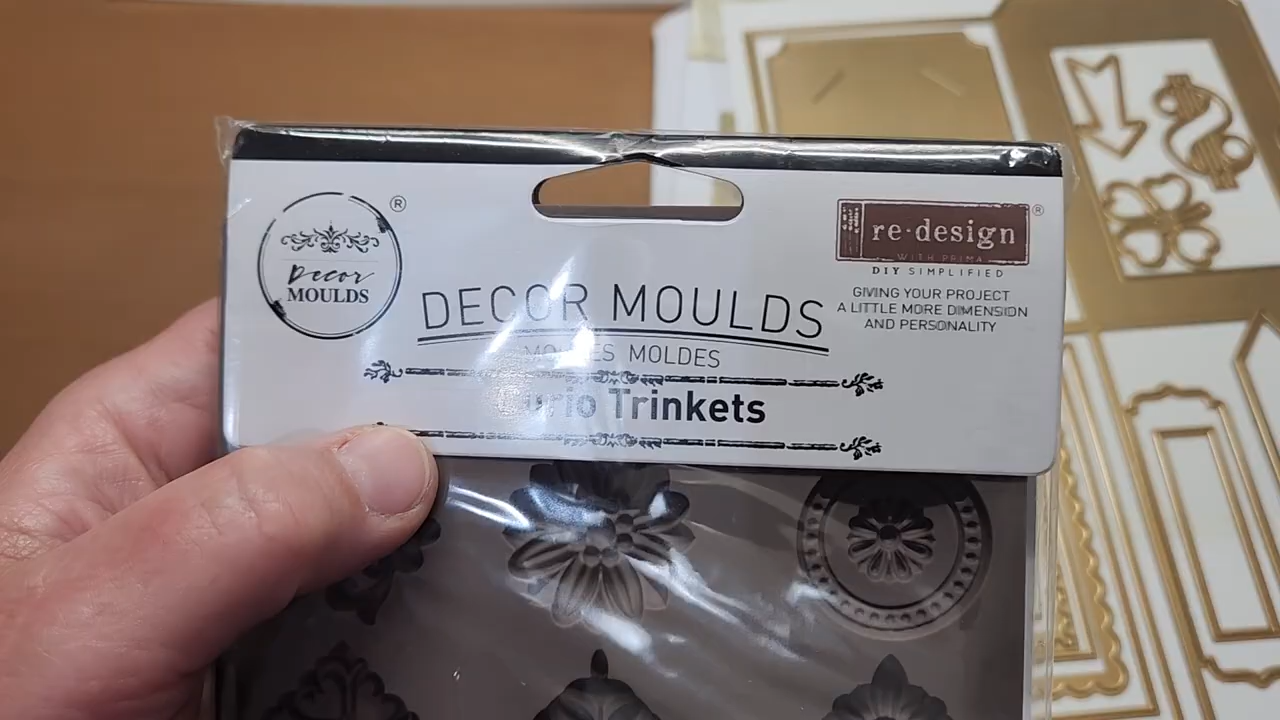 Decor
MOULDS
®
re·design
®
WITH PRIMA
DIY SIMPLIFIED
GIVING YOUR PROJECT
A LITTLE MORE DIMENSION
AND PERSONALITY
DECOR MOULDS
MOLDES
Trinkets